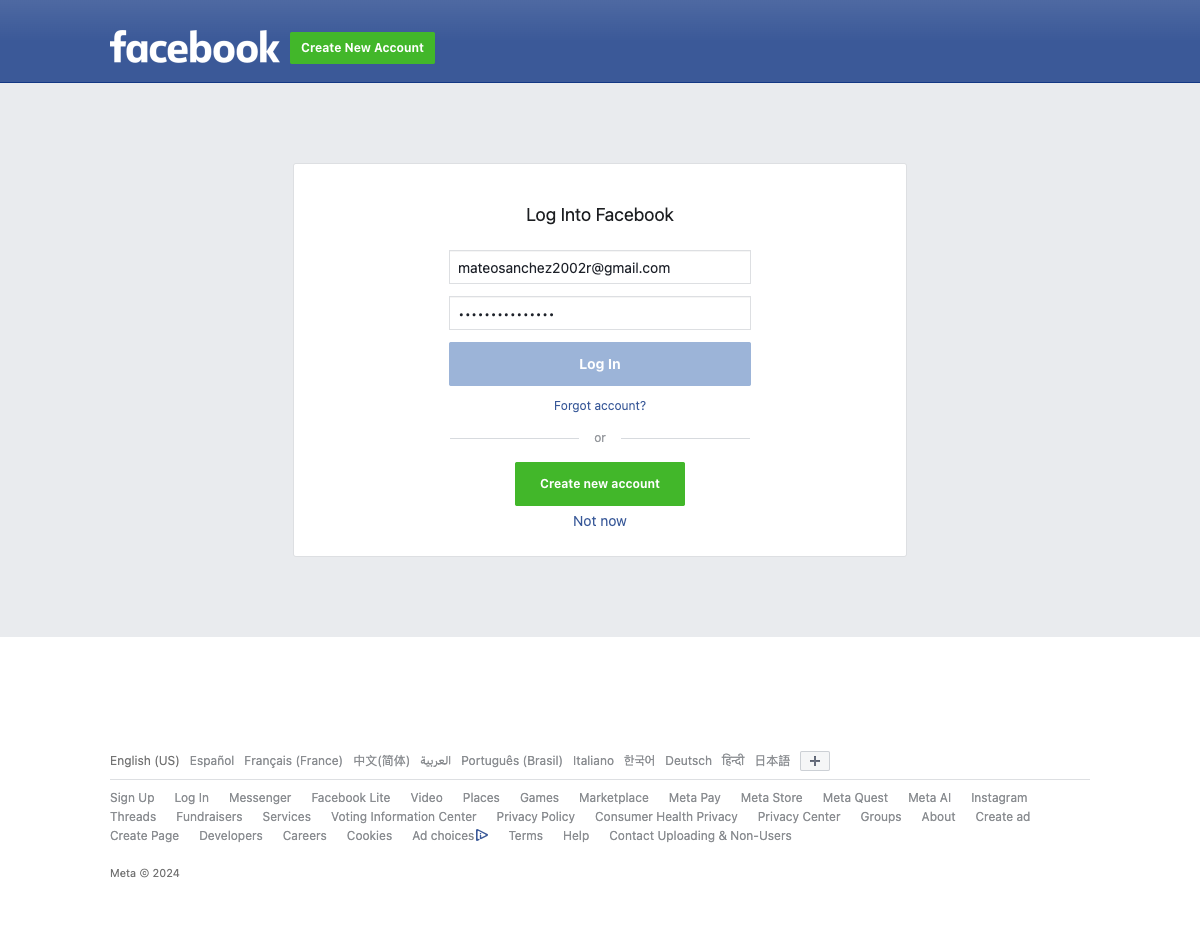 facebook Create New Account
Log Into Facebook
mateosanchez2002r@gmail.com
•••••••••••••••
Log In
Forgot account?
or
Create new account
Not now
English (US) Español Français (France) 中文(简体) العربية Português (Brasil) Italiano 한국어 Deutsch हिन्दी 日本語
Sign Up Log In Messenger Facebook Lite Video Places Games Marketplace Meta Pay Meta Store Meta Quest Meta AI Instagram
Threads Fundraisers Services Voting Information Center Privacy Policy Consumer Health Privacy Privacy Center Groups About Create ad
Create Page Developers Careers Cookies Ad choices Terms Help Contact Uploading & Non-Users
Meta © 2024